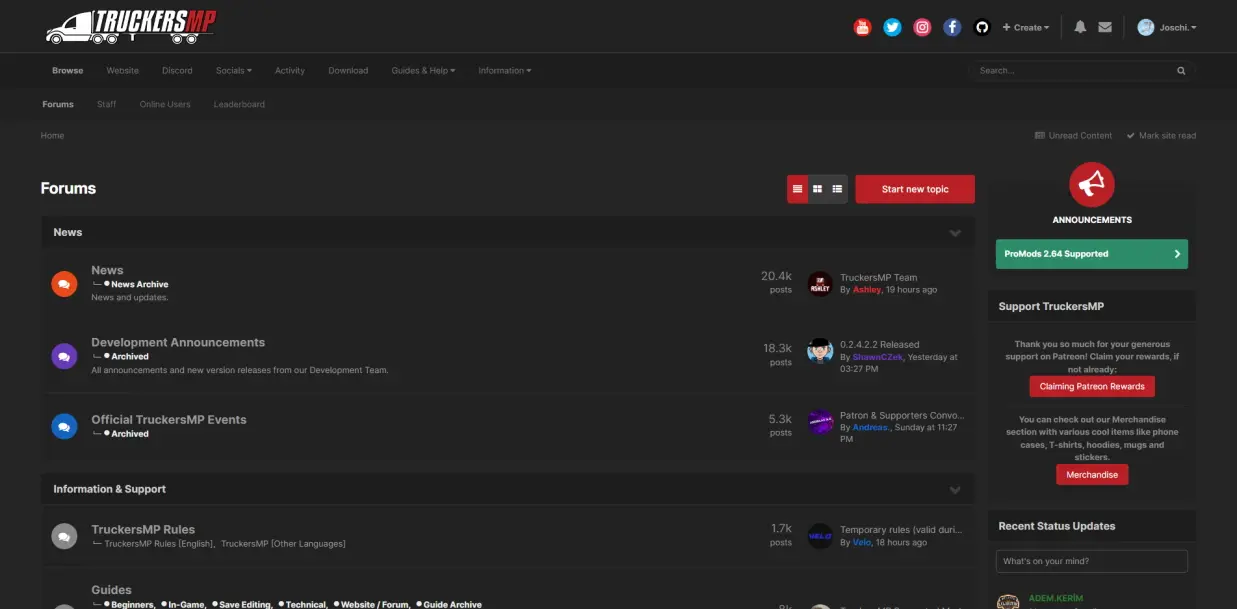 TRUCKERSMP
+ Create
Joschi.
Browse Website Discord Socials Activity Download Guides & Help Information
Search...
Forums Staff Online Users Leaderboard
Home
Unread Content Mark site read
Forums
Start new topic
ANNOUNCEMENTS
ProMods 2.64 Supported
News
News
News Archive
News and updates.
20.4k
posts
TruckersMP Team
By Ashley, 19 hours ago
Development Announcements
Archived
All announcements and new version releases from our Development Team.
18.3k
posts
0.2.4.2.2 Released
By ShawnCZek, Yesterday at
03:27 PM
Official TruckersMP Events
Archived
5.3k
posts
Patron & Supporters Convo...
By Andreas., Sunday at 11:27
PM
Information & Support
TruckersMP Rules
TruckersMP Rules [English], TruckersMP [Other Languages]
1.7k
posts
Temporary rules (valid duri...
By Velo, 18 hours ago
Guides
Beginners, In-Game, Save Editing, Technical, Website / Forum, Guide Archive
Support TruckersMP
Thank you so much for your generous
support on Patreon! Claim your rewards, if
not already:
Claiming Patreon Rewards
You can check out our Merchandise
section with various cool items like phone
cases, T-shirts, hoodies, mugs and
stickers.
Merchandise
Recent Status Updates
What's on your mind?
ADEM.KERİM